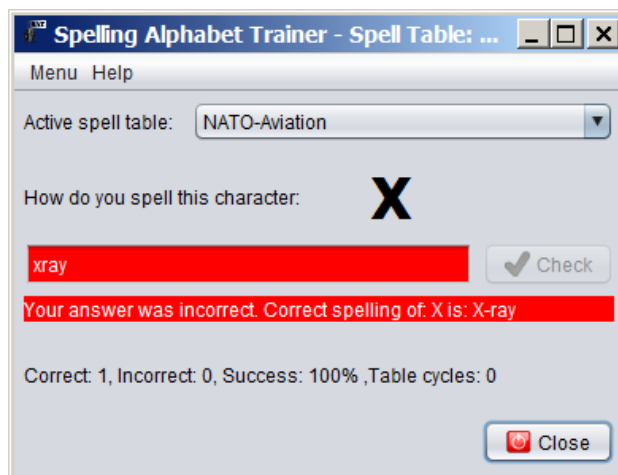 Spelling Alphabet Trainer - Spell Table: ...
Menu Help
Active spell table: NATO-Aviation
How do you spell this character: X
xray Check
Your answer was incorrect. Correct spelling of: X is: X-ray
Correct: 1, Incorrect: 0, Success: 100% ,Table cycles: 0
Close